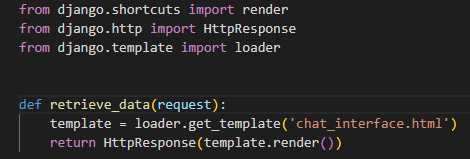 from django.shortcuts import render
from django.http import HttpResponse
from django.template import loader
def retrieve_data(request):
    template = loader.get_template('chat_interface.html')
    return HttpResponse(template.render())